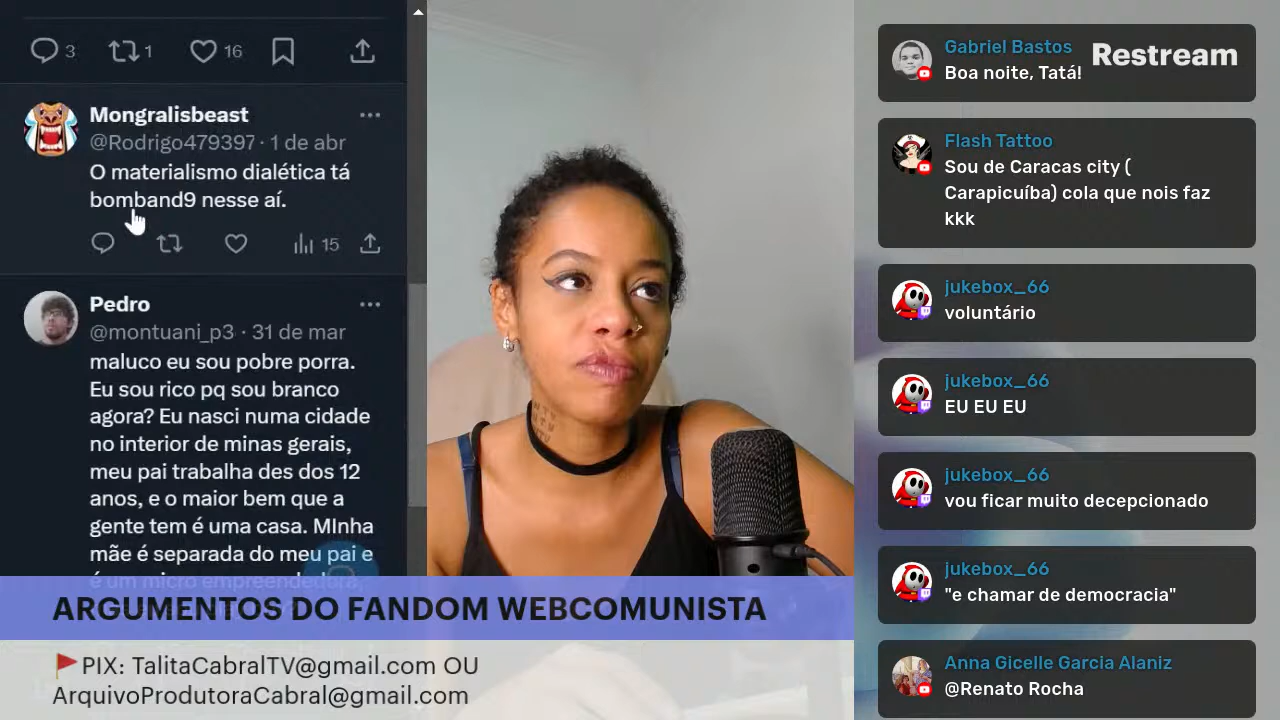 3
1
16
Mongralisbeast
@Rodrigo479397 · 1 de abr
O materialismo dialética tá
bomband9 nesse aí.
15
Pedro
@montuani_p3 · 31 de mar
maluco eu sou pobre porra.
Eu sou rico pq sou branco
agora? Eu nasci numa cidade
no interior de minas gerais,
meu pai trabalha des dos 12
anos, e o maior bem que a
gente tem é uma casa. MInha
mãe é separada do meu pai e
é um micro empreendedora,
ARGUMENTOS DO FANDOM WEBCOMUNISTA
PIX: TalitaCabralTV@gmail.com OU
ArquivoProdutoraCabral@gmail.com
Restream
Gabriel Bastos
Boa noite, Tatá!
Flash Tattoo
Sou de Caracas city (
Carapicuíba) cola que nois faz
kkk
jukebox_66
voluntário
jukebox_66
EU EU EU
jukebox_66
vou ficar muito decepcionado
jukebox_66
"e chamar de democracia"
Anna Gicelle Garcia Alaniz
@Renato Rocha